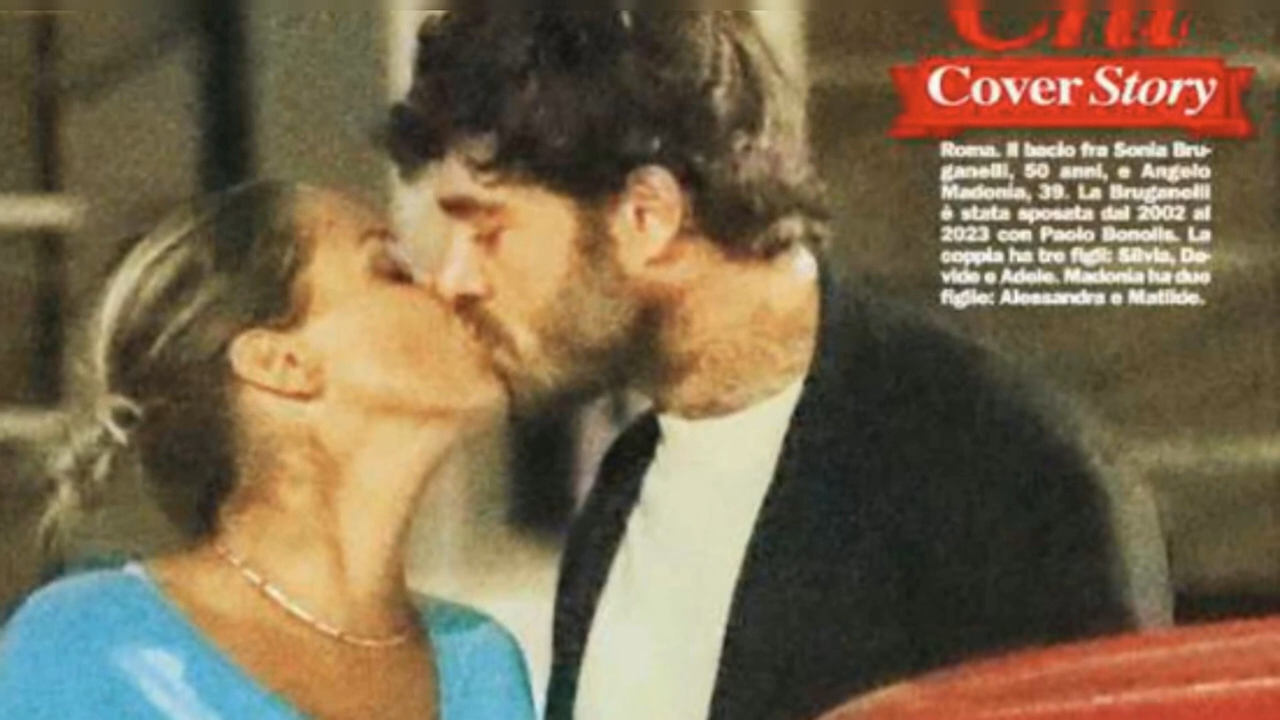 Chi
Cover Story
Roma. Il bacio fra Sonia Bru-
ganelli, 50 anni, e Angelo
Madonia, 39. La Bruganelli
è stata sposata dal 2002 al
2023 con Paolo Bonolis. La
coppia ha tre figli: Silvia, Da-
vide e Adele. Madonia ha due
figlie: Alessandra e Matilde.